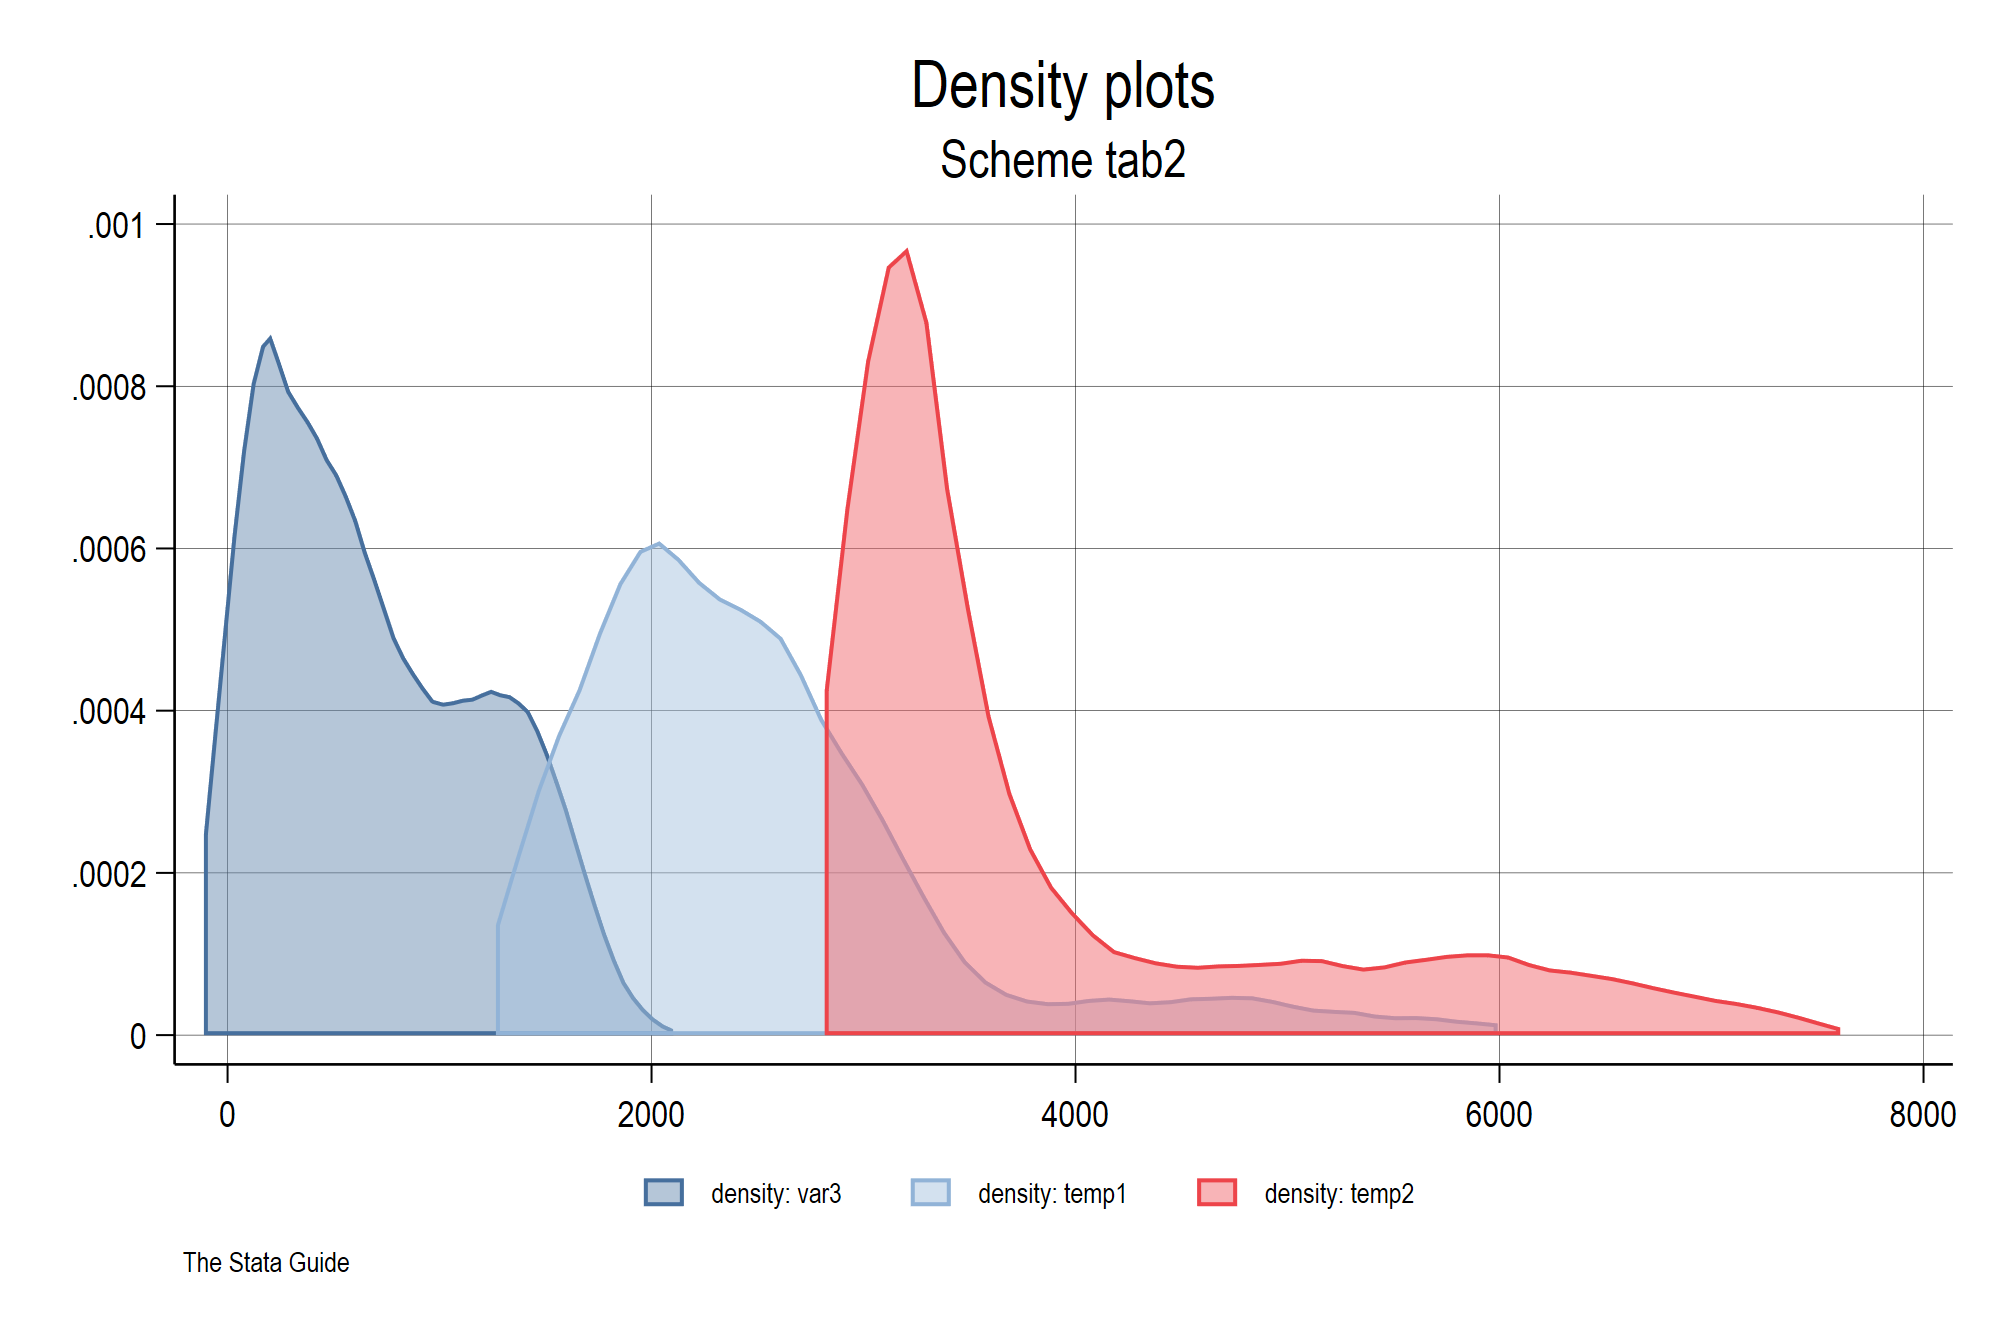 Density plots
Scheme tab2
.001
.0008
.0006
.0004
.0002
0
0 2000 4000 6000 8000
density: var3 density: temp1 density: temp2
The Stata Guide